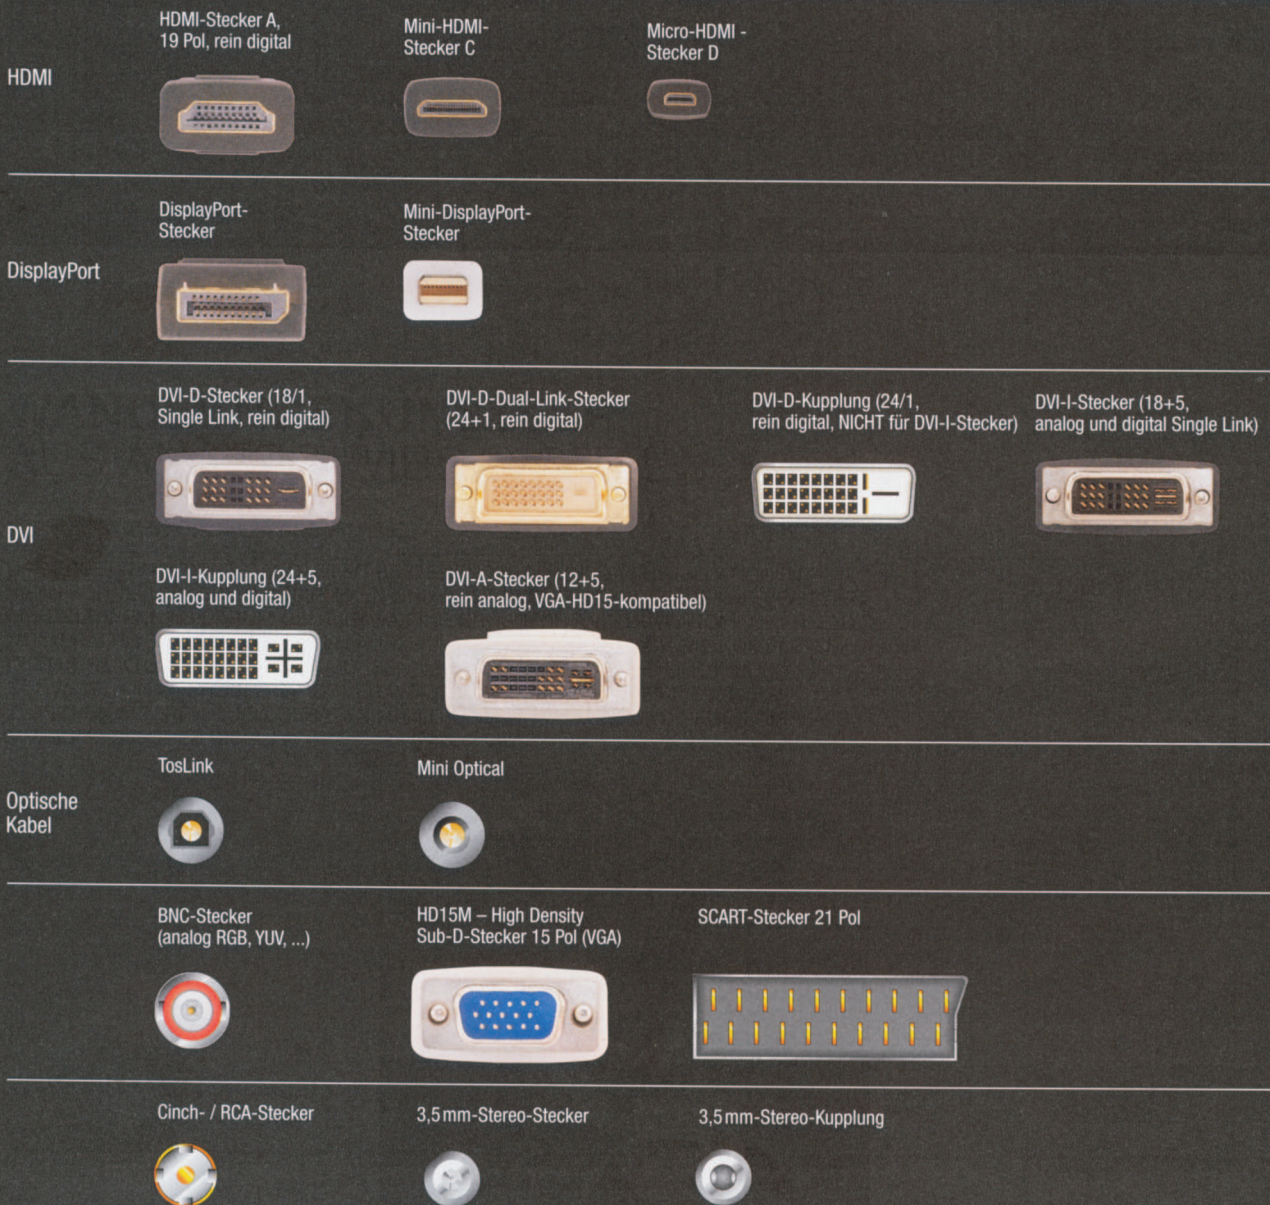 HDMI
HDMI-Stecker A,
19 Pol, rein digital
Mini-HDMI-
Stecker C
Micro-HDMI -
Stecker D
DisplayPort
DisplayPort-
Stecker
Mini-DisplayPort-
Stecker
DVI
DVI-D-Stecker (18/1,
Single Link, rein digital)
DVI-D-Dual-Link-Stecker
(24+1, rein digital)
DVI-D-Kupplung (24/1,
rein digital, NICHT für DVI-I-Stecker)
DVI-I-Stecker (18+5,
analog und digital Single Link)
DVI-I-Kupplung (24+5,
analog und digital)
DVI-A-Stecker (12+5,
rein analog, VGA-HD15-kompatibel)
Optische
Kabel
TosLink
Mini Optical
BNC-Stecker
(analog RGB, YUV, ...)
HD15M – High Density
Sub-D-Stecker 15 Pol (VGA)
SCART-Stecker 21 Pol
Cinch- / RCA-Stecker
3,5 mm-Stereo-Stecker
3,5 mm-Stereo-Kupplung